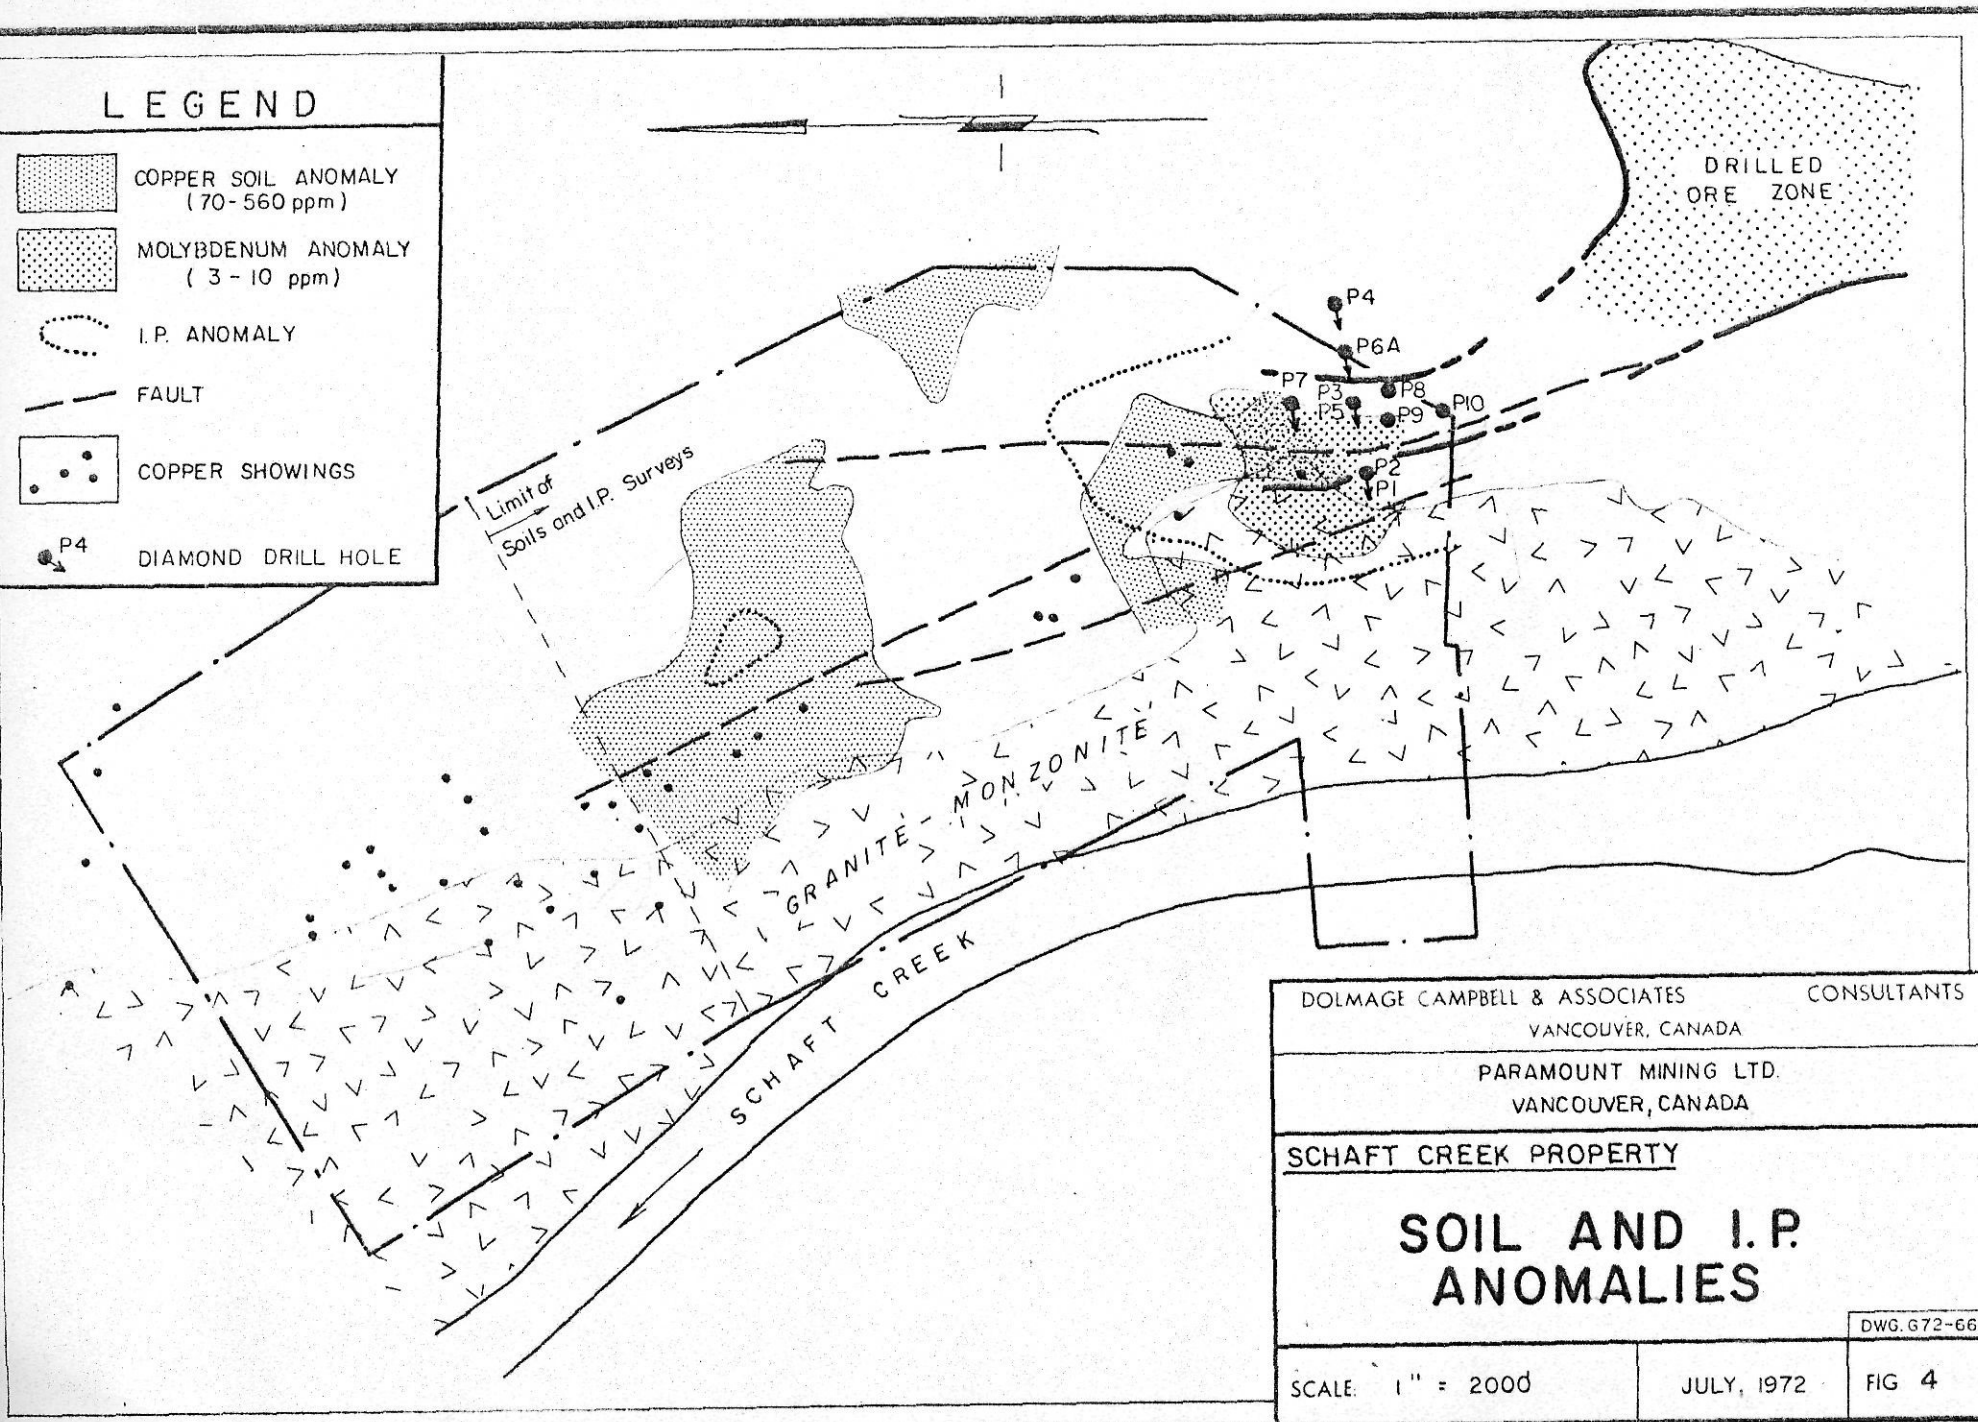 LEGEND
COPPER SOIL ANOMALY
(70-560 ppm)
MOLYBDENUM ANOMALY
( 3 - 10 ppm)
I.P. ANOMALY
FAULT
COPPER SHOWINGS
P4
DIAMOND DRILL HOLE
DRILLED
ORE ZONE
P4
P6A
P7
P3
P5
P8
P9
P10
P2
P1
Limit of
Soils and I.P. Surveys
GRANITE - MONZONITE
SCHAFT CREEK
DOLMAGE CAMPBELL & ASSOCIATES CONSULTANTS
VANCOUVER, CANADA
PARAMOUNT MINING LTD.
VANCOUVER, CANADA
SCHAFT CREEK PROPERTY
SOIL AND I.P.
ANOMALIES
DWG. G72-66
SCALE: 1" = 2000'
JULY, 1972
FIG 4